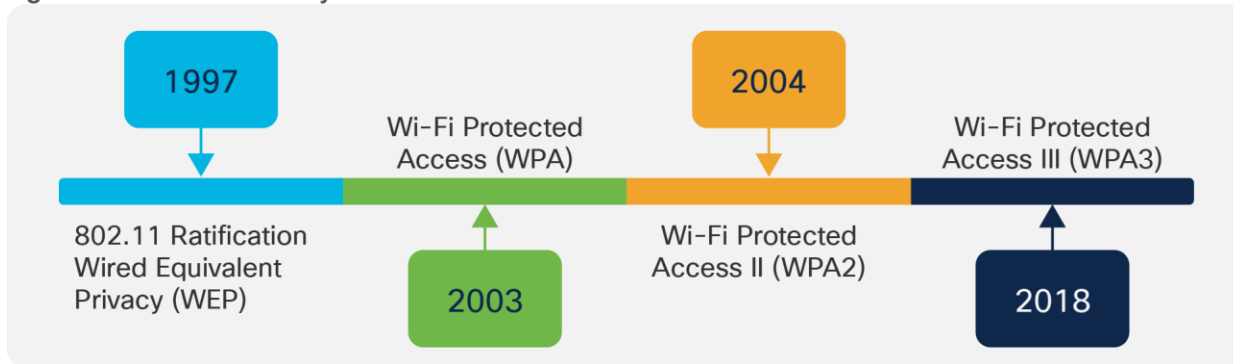 1997
802.11 Ratification
Wired Equivalent
Privacy (WEP)
Wi-Fi Protected
Access (WPA)
2003
2004
Wi-Fi Protected
Access II (WPA2)
Wi-Fi Protected
Access III (WPA3)
2018